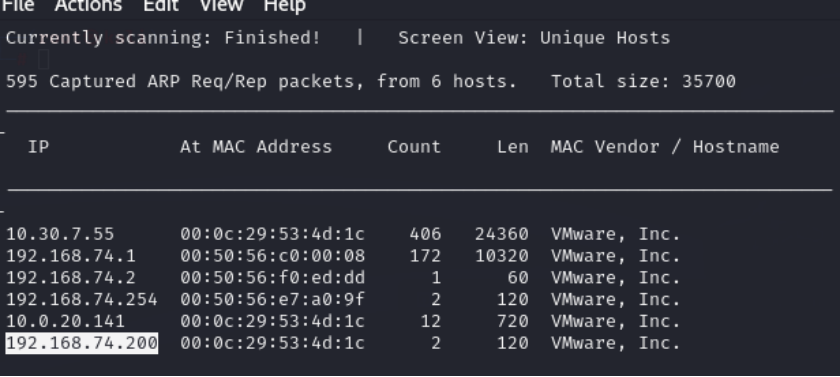 File Actions Edit View Help
Currently scanning: Finished! | Screen View: Unique Hosts
595 Captured ARP Req/Rep packets, from 6 hosts. Total size: 35700
IP At MAC Address Count Len MAC Vendor / Hostname
10.30.7.55 00:0c:29:53:4d:1c 406 24360 VMware, Inc.
192.168.74.1 00:50:56:c0:00:08 172 10320 VMware, Inc.
192.168.74.2 00:50:56:f0:ed:dd 1 60 VMware, Inc.
192.168.74.254 00:50:56:e7:a0:9f 2 120 VMware, Inc.
10.0.20.141 00:0c:29:53:4d:1c 12 720 VMware, Inc.
192.168.74.200 00:0c:29:53:4d:1c 2 120 VMware, Inc.